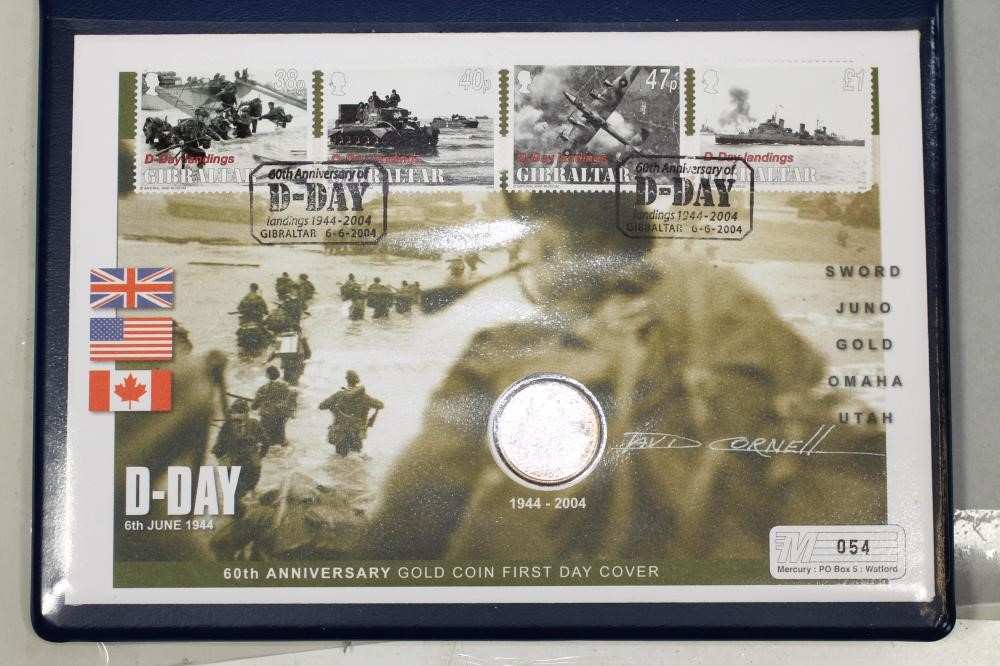 38p
D-Day landings
GIBRALTAR
40p
D-Day landings
GIBRALTAR
47p
D-Day landings
GIBRALTAR
£1
D-Day landings
GIBRALTAR
60th Anniversary of
D-DAY
landings 1944-2004
GIBRALTAR 6-6-2004
60th Anniversary of
D-DAY
landings 1944-2004
GIBRALTAR 6-6-2004
SWORD
JUNO
GOLD
OMAHA
UTAH
DAVID CORNELL
1944 - 2004
D-DAY
6th JUNE 1944
M
054
Mercury : PO Box 5 : Watford
60th ANNIVERSARY GOLD COIN FIRST DAY COVER